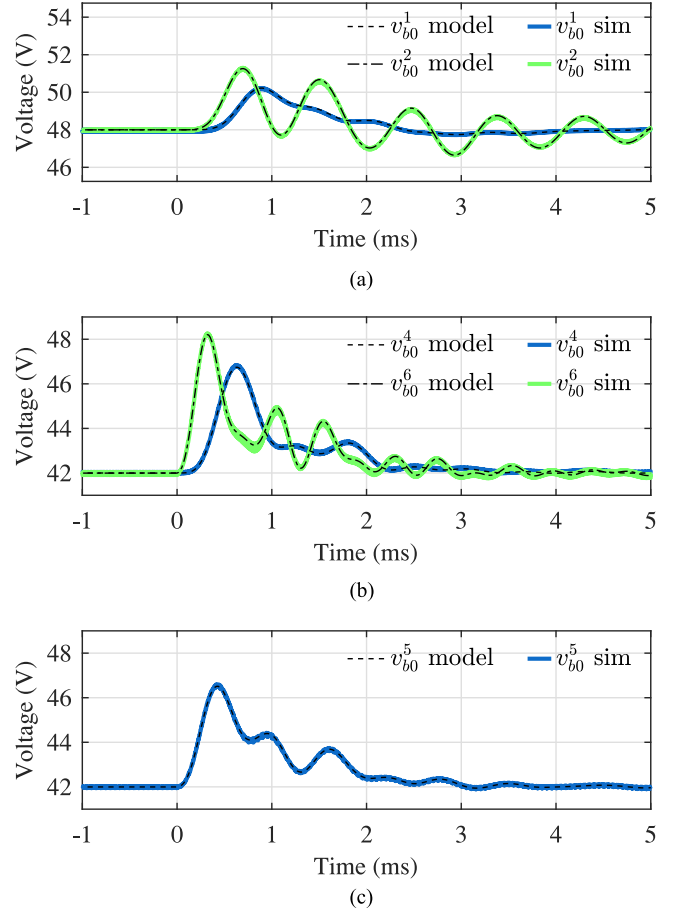 54
52
50
48
46
Voltage (V)
v_{b0}^1 model v_{b0}^1 sim
v_{b0}^2 model v_{b0}^2 sim
-1 0 1 2 3 4 5
Time (ms)
(a)
48
46
44
42
Voltage (V)
v_{b0}^4 model v_{b0}^4 sim
v_{b0}^6 model v_{b0}^6 sim
-1 0 1 2 3 4 5
Time (ms)
(b)
48
46
44
42
Voltage (V)
v_{b0}^5 model v_{b0}^5 sim
-1 0 1 2 3 4 5
Time (ms)
(c)